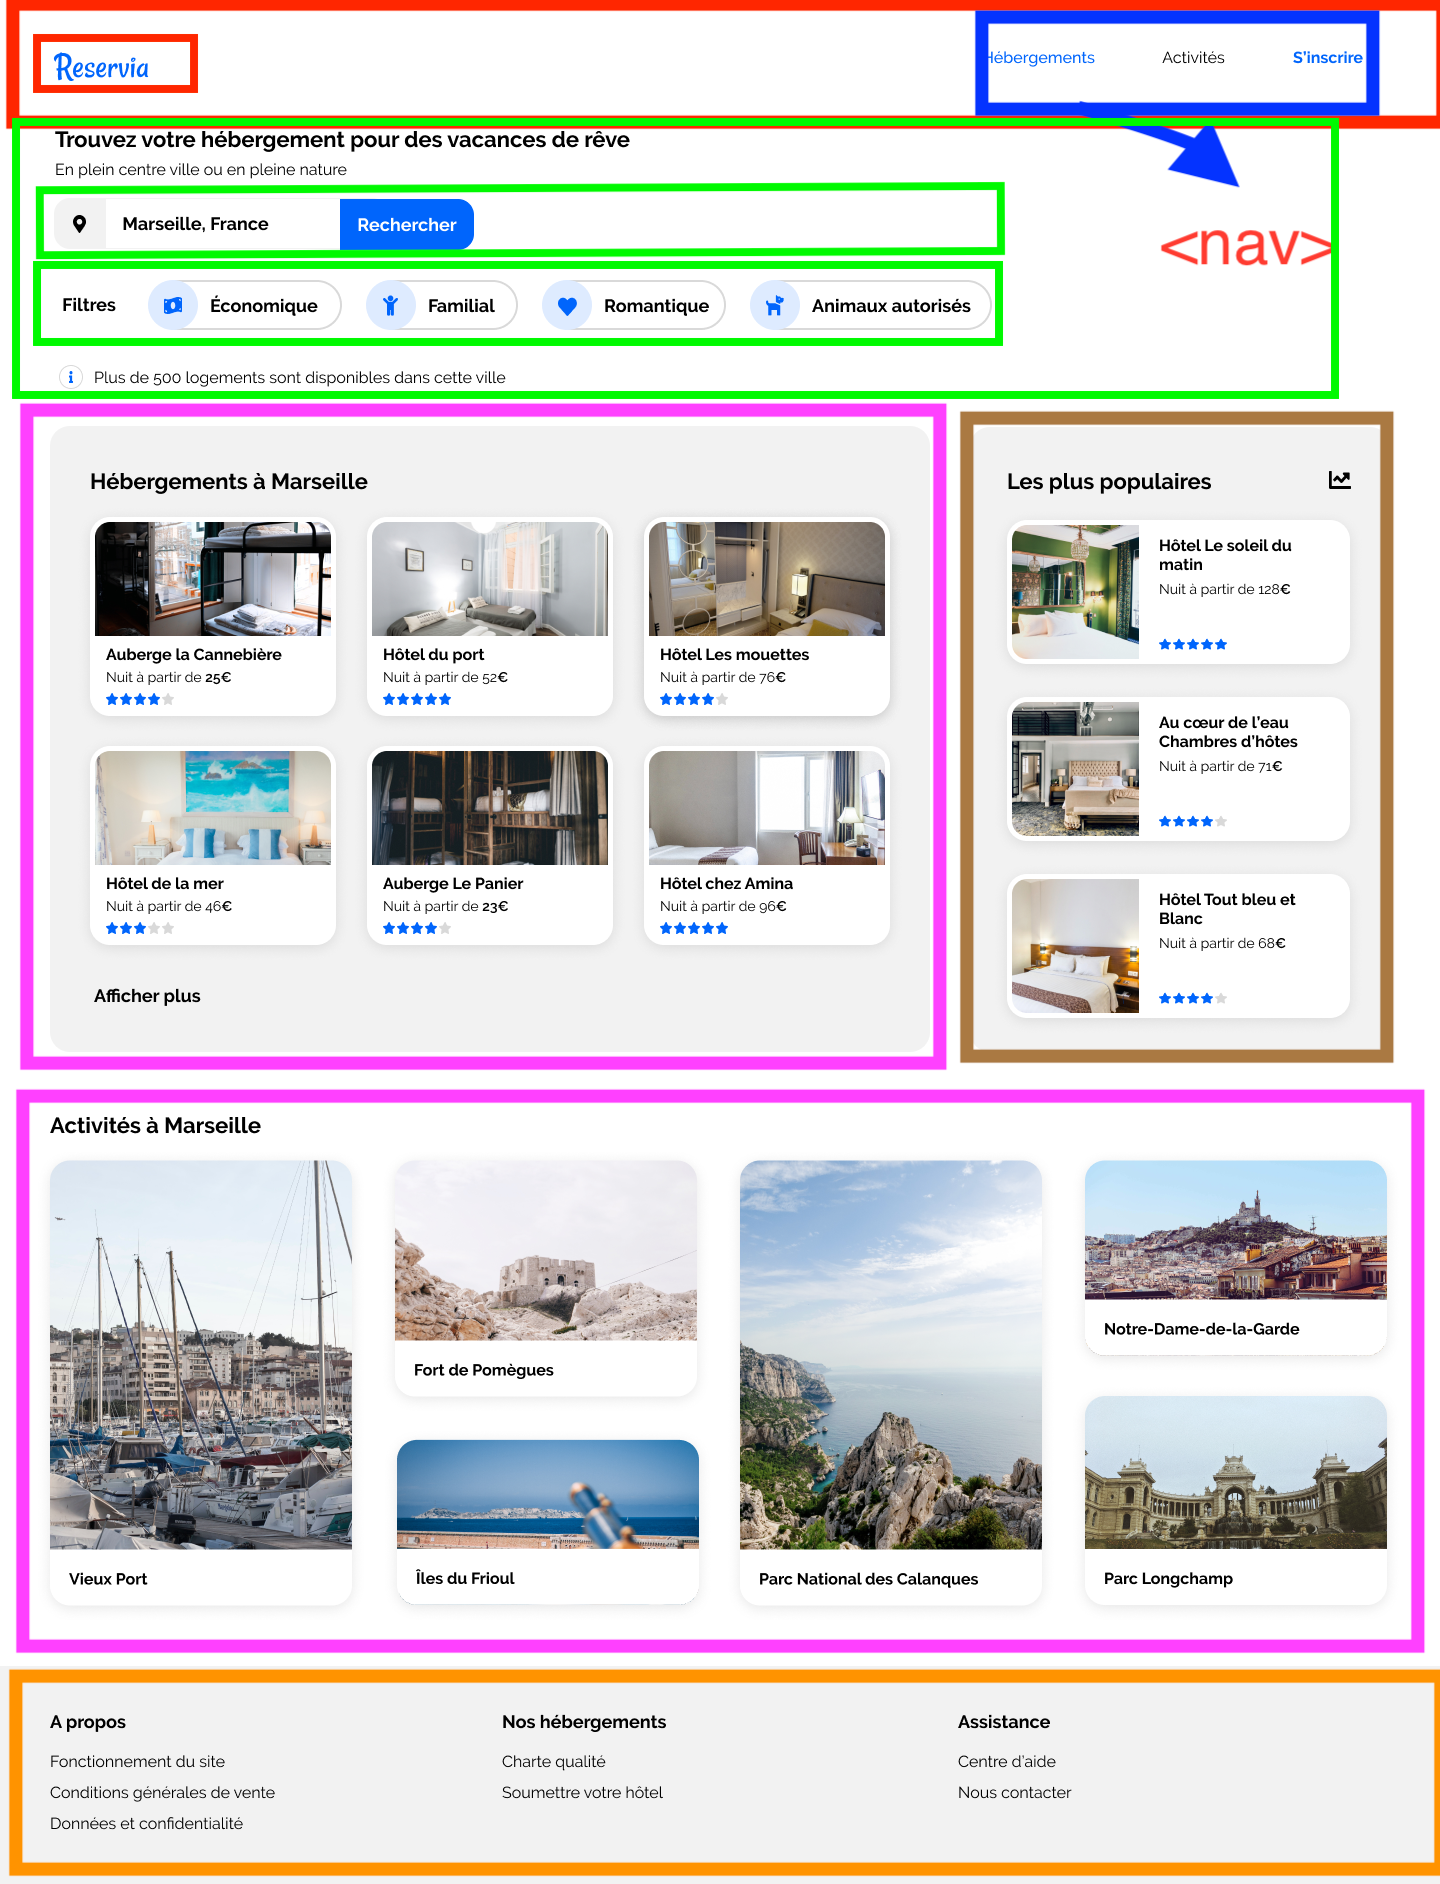 Reservia
Hébergements
Activités
S'inscrire
Trouvez votre hébergement pour des vacances de rêve
En plein centre ville ou en pleine nature
Marseille, France
Rechercher
<nav>
Filtres
Économique
Familial
Romantique
Animaux autorisés
Plus de 500 logements sont disponibles dans cette ville
Hébergements à Marseille
Auberge la Cannebière
Nuit à partir de 25€
Hôtel du port
Nuit à partir de 52€
Hôtel Les mouettes
Nuit à partir de 76€
Hôtel de la mer
Nuit à partir de 46€
Auberge Le Panier
Nuit à partir de 23€
Hôtel chez Amina
Nuit à partir de 96€
Afficher plus
Les plus populaires
Hôtel Le soleil du
matin
Nuit à partir de 128€
Au cœur de l'eau
Chambres d'hôtes
Nuit à partir de 71€
Hôtel Tout bleu et
Blanc
Nuit à partir de 68€
Activités à Marseille
Vieux Port
Fort de Pomègues
Îles du Frioul
Parc National des Calanques
Notre-Dame-de-la-Garde
Parc Longchamp
A propos
Fonctionnement du site
Conditions générales de vente
Données et confidentialité
Nos hébergements
Charte qualité
Soumettre votre hôtel
Assistance
Centre d'aide
Nous contacter